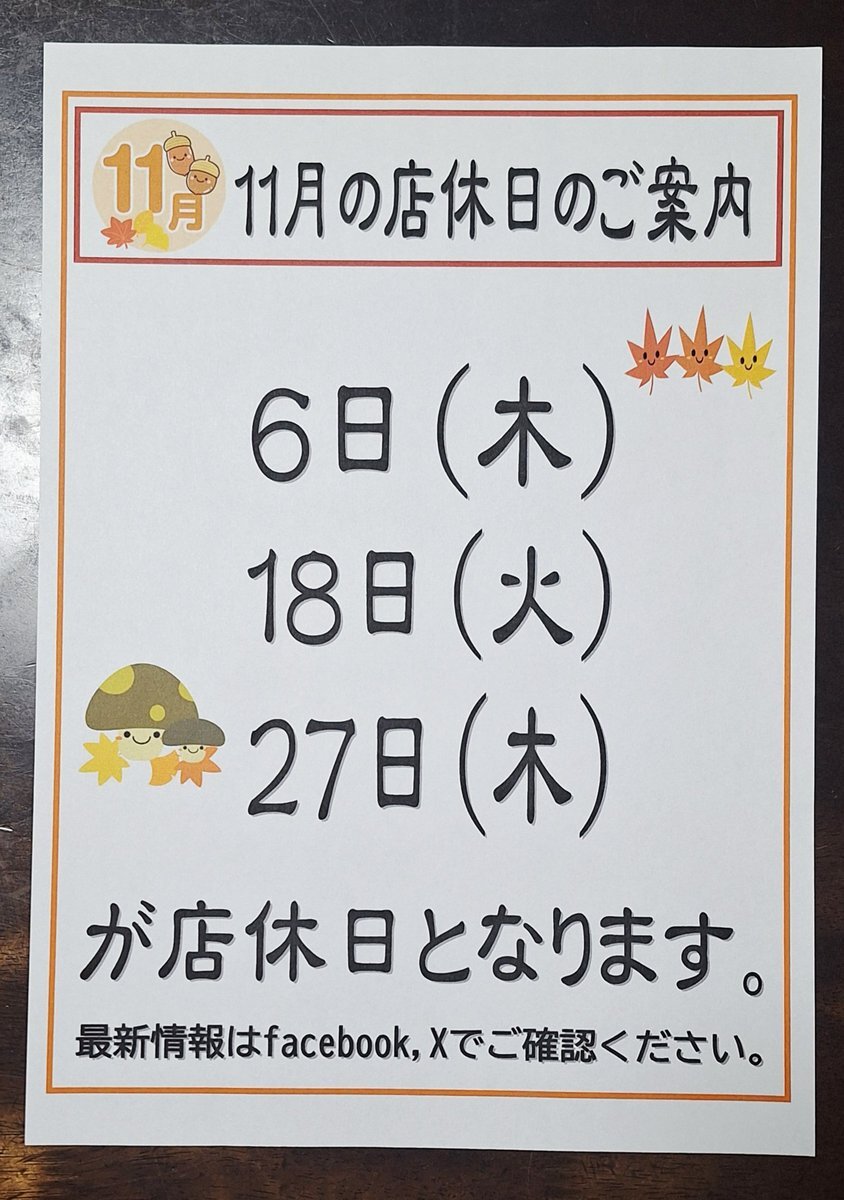 11月
11月の店休日のご案内
6日(木)
18日(火)
27日(木)
が店休日となります。
最新情報はfacebook,Xでご確認ください。